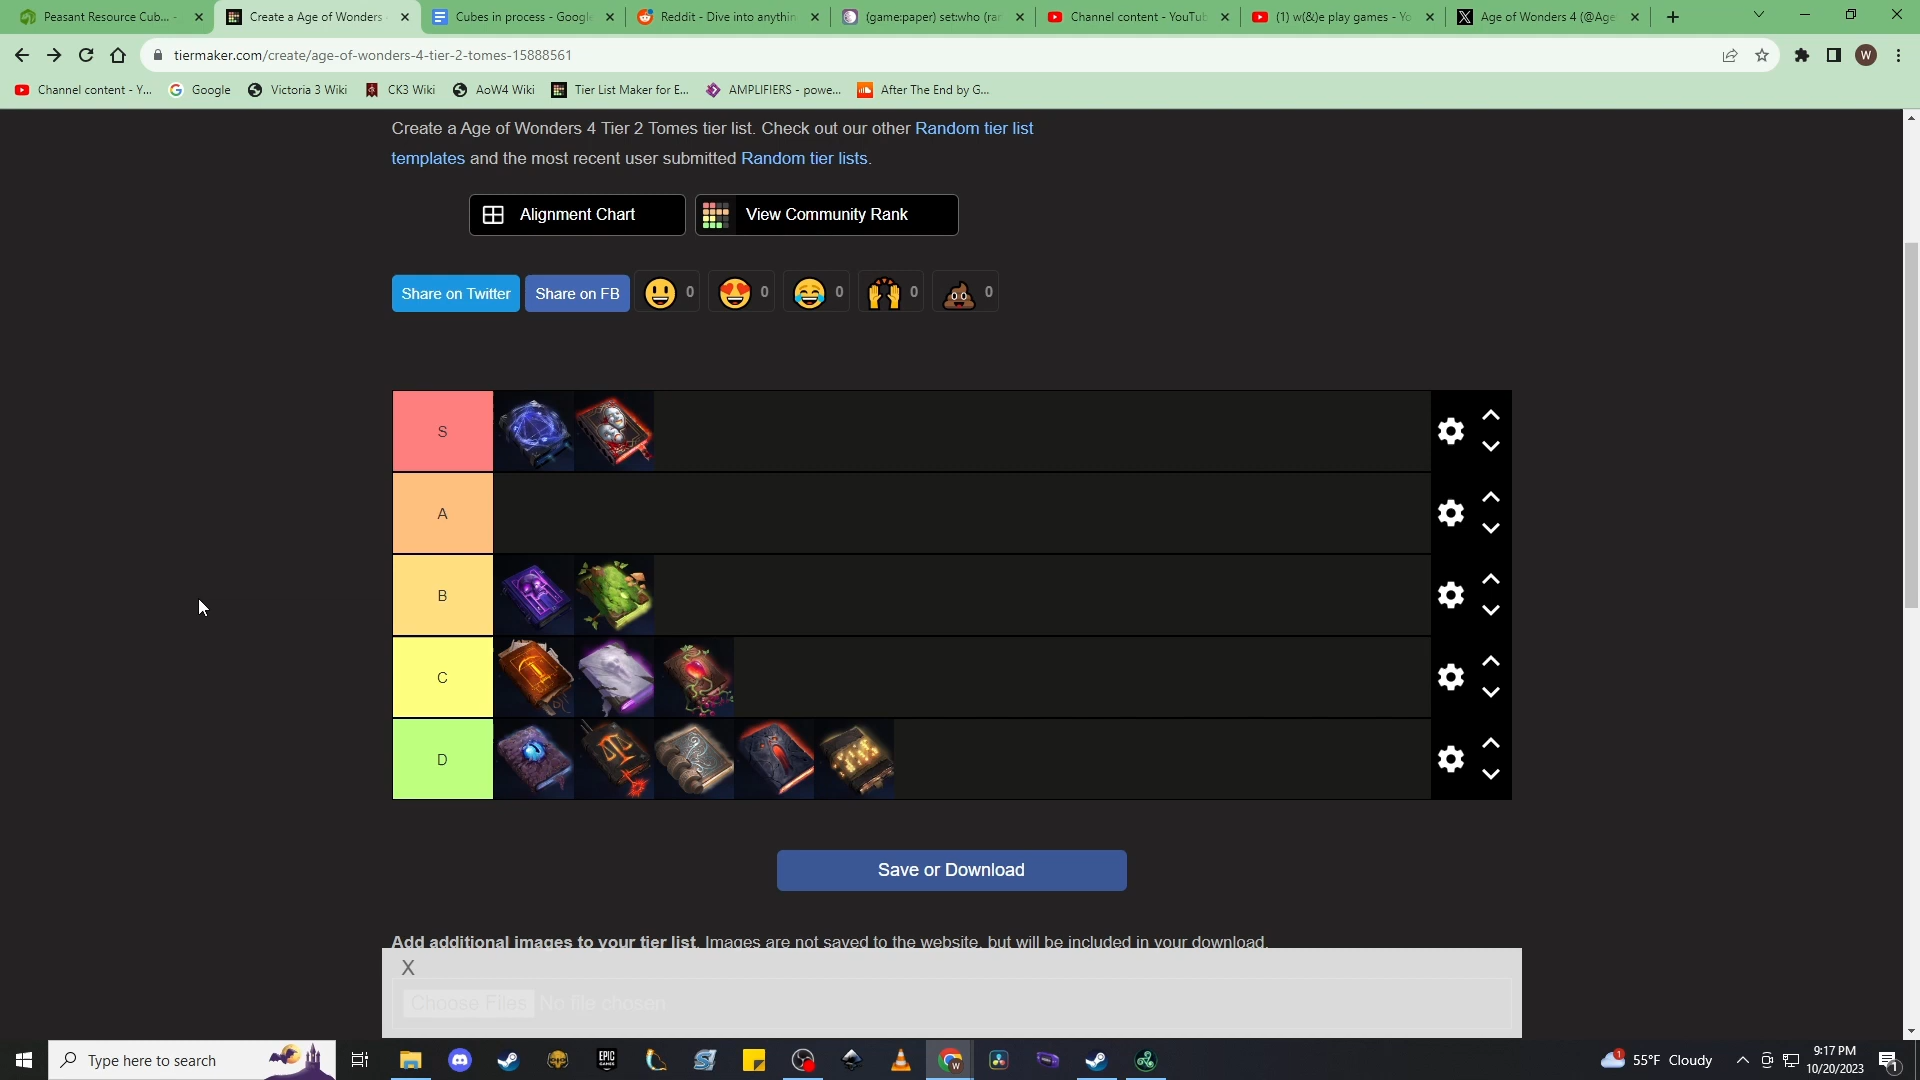 Peasant Resource Cub...
Create a Age of Wonders
Cubes in process - Google
Reddit - Dive into anythin
(game:paper) set:who (rar
Channel content - YouTub
(1) w(&)e play games - Yo
Age of Wonders 4 (@Age
tiermaker.com/create/age-of-wonders-4-tier-2-tomes-15888561
W
Channel content - Y...
Google
Victoria 3 Wiki
CK3 Wiki
AoW4 Wiki
Tier List Maker for E...
AMPLIFIERS - powe...
After The End by G...
Create a Age of Wonders 4 Tier 2 Tomes tier list. Check out our other Random tier list
templates and the most recent user submitted Random tier lists.
Alignment Chart
View Community Rank
Share on Twitter
Share on FB
0
0
0
0
0
S
A
B
C
D
Save or Download
Add additional images to your tier list. Images are not saved to the website, but will be included in your download.
X
Choose Files No file chosen
Type here to search
EPIC
GAMES
W
1
55°F Cloudy
9:17 PM
10/20/2023
1